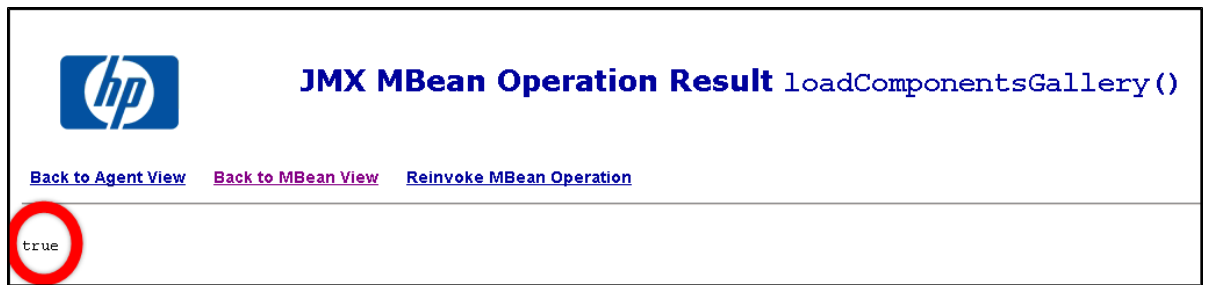 hp
JMX MBean Operation Result loadComponentsGallery()
Back to Agent View Back to MBean View Reinvoke MBean Operation
true